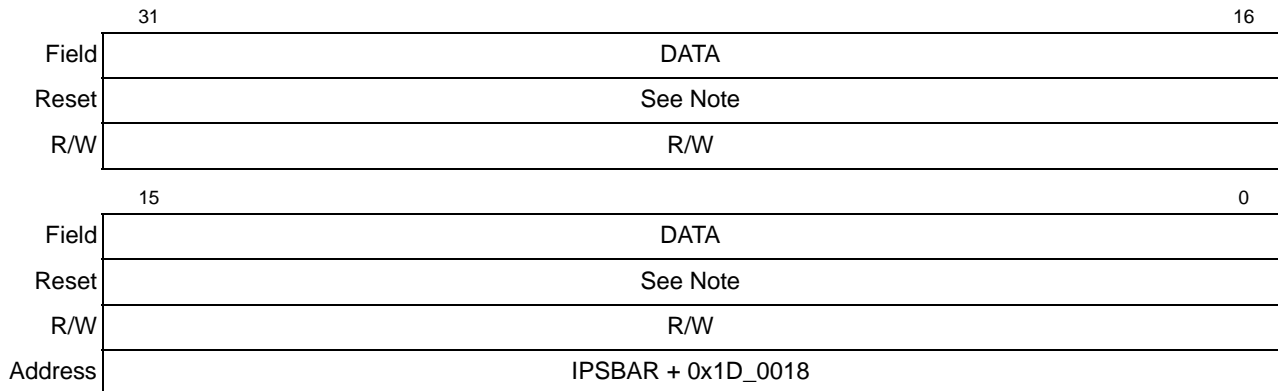 31 16
Field DATA
Reset See Note
R/W R/W
15 0
Field DATA
Reset See Note
R/W R/W
Address IPSBAR + 0x1D_0018